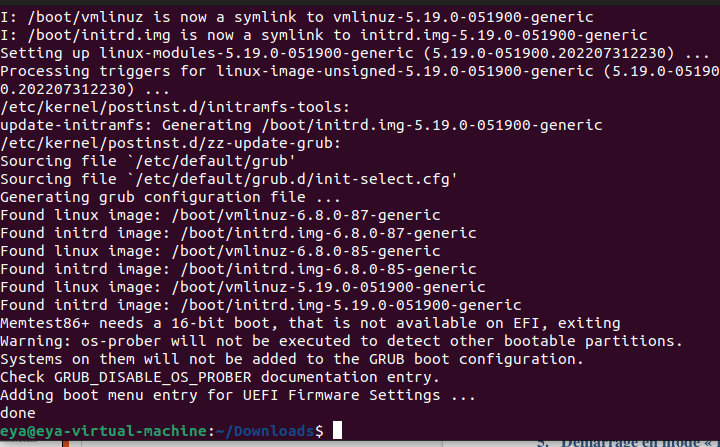 I: /boot/vmlinuz is now a symlink to vmlinuz-5.19.0-051900-generic
I: /boot/initrd.img is now a symlink to initrd.img-5.19.0-051900-generic
Setting up linux-modules-5.19.0-051900-generic (5.19.0-051900.202207312230) ...
Processing triggers for linux-image-unsigned-5.19.0-051900-generic (5.19.0-05190
0.202207312230) ...
/etc/kernel/postinst.d/initramfs-tools:
update-initramfs: Generating /boot/initrd.img-5.19.0-051900-generic
/etc/kernel/postinst.d/zz-update-grub:
Sourcing file `/etc/default/grub'
Sourcing file `/etc/default/grub.d/init-select.cfg'
Generating grub configuration file ...
Found linux image: /boot/vmlinuz-6.8.0-87-generic
Found initrd image: /boot/initrd.img-6.8.0-87-generic
Found linux image: /boot/vmlinuz-6.8.0-85-generic
Found initrd image: /boot/initrd.img-6.8.0-85-generic
Found linux image: /boot/vmlinuz-5.19.0-051900-generic
Found initrd image: /boot/initrd.img-5.19.0-051900-generic
Memtest86+ needs a 16-bit boot, that is not available on EFI, exiting
Warning: os-prober will not be executed to detect other bootable partitions.
Systems on them will not be added to the GRUB boot configuration.
Check GRUB_DISABLE_OS_PROBER documentation entry.
Adding boot menu entry for UEFI Firmware Settings ...
done
eya@eya-virtual-machine:~/Downloads$
Démarrage en mode «